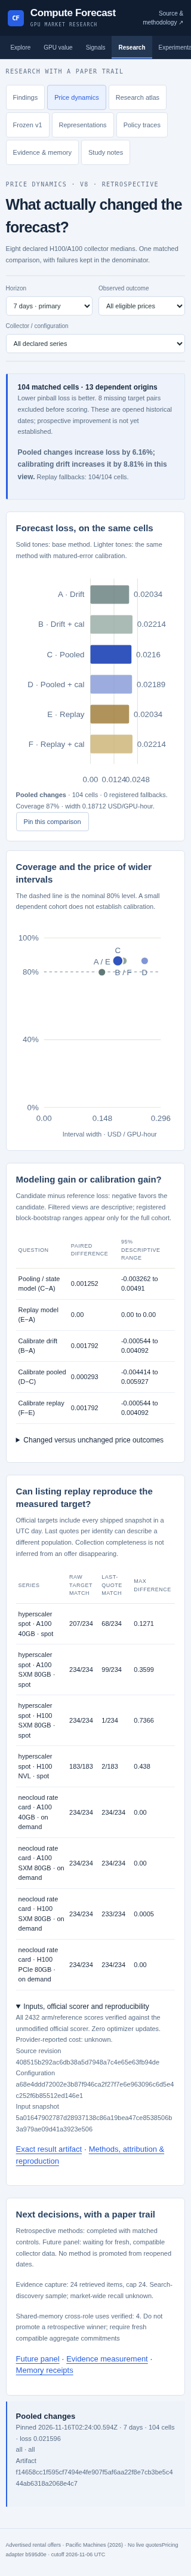 CF
Compute Forecast
GPU MARKET RESEARCH
Source &
methodology ↗
Explore GPU value Signals Research Experiments
RESEARCH WITH A PAPER TRAIL
Findings Price dynamics Research atlas
Frozen v1 Representations Policy traces
Evidence & memory Study notes
PRICE DYNAMICS · V8 · RETROSPECTIVE
What actually changed the
forecast?
Eight declared H100/A100 collector medians. One matched
comparison, with failures kept in the denominator.
Horizon Observed outcome
7 days · primary All eligible prices
Collector / configuration
All declared series
104 matched cells · 13 dependent origins
Lower pinball loss is better. 8 missing target pairs
excluded before scoring. These are opened historical
dates; prospective improvement is not yet
established.
Pooled changes increase loss by 6.16%;
calibrating drift increases it by 8.81% in this
view. Replay fallbacks: 104/104 cells.
Forecast loss, on the same cells
Solid tones: base method. Lighter tones: the same
method with matured-error calibration.
A · Drift 0.02034
B · Drift + cal 0.02214
C · Pooled 0.0216
D · Pooled + cal 0.02189
E · Replay 0.02034
F · Replay + cal 0.02214
0.00 0.0124 0.0248
Pooled changes · 104 cells · 0 registered fallbacks.
Coverage 87% · width 0.18712 USD/GPU-hour.
Pin this comparison
Coverage and the price of wider
intervals
The dashed line is the nominal 80% level. A small
dependent cohort does not establish calibration.
100%
C
A / E
80%
B / F D
40%
0%
0.00 0.148 0.296
Interval width · USD / GPU-hour
Modeling gain or calibration gain?
Candidate minus reference loss: negative favors the
candidate. Filtered views are descriptive; registered
block-bootstrap ranges appear only for the full cohort.
QUESTION PAIRED DIFFERENCE 95% DESCRIPTIVE RANGE
Pooling / state model (C−A) 0.001252 -0.003262 to 0.00491
Replay model (E−A) 0.00 0.00 to 0.00
Calibrate drift (B−A) 0.001792 -0.000544 to 0.004092
Calibrate pooled (D−C) 0.000293 -0.004414 to 0.005927
Calibrate replay (F−E) 0.001792 -0.000544 to 0.004092
▶ Changed versus unchanged price outcomes
Can listing replay reproduce the
measured target?
Official targets include every shipped snapshot in a
UTC day. Last quotes per identity can describe a
different population. Collection completeness is not
inferred from an offer disappearing.
SERIES RAW TARGET MATCH LAST-QUOTE MATCH MAX DIFFERENCE
hyperscaler spot · A100 40GB · spot 207/234 68/234 0.1271
hyperscaler spot · A100 SXM 80GB · spot 234/234 99/234 0.3599
hyperscaler spot · H100 SXM 80GB · spot 234/234 1/234 0.7366
hyperscaler spot · H100 NVL · spot 183/183 2/183 0.438
neocloud rate card · A100 40GB · on demand 234/234 234/234 0.00
neocloud rate card · A100 SXM 80GB · on demand 234/234 234/234 0.00
neocloud rate card · H100 SXM 80GB · on demand 234/234 233/234 0.0005
neocloud rate card · H100 PCIe 80GB · on demand 234/234 234/234 0.00
▼ Inputs, official scorer and reproducibility
All 2432 arm/reference scores verified against the
unmodified official scorer. Zero optimizer updates.
Provider-reported cost: unknown.
Source revision
Configuration
Input snapshot
Exact result artifact · Methods, attribution &
reproduction
Next decisions, with a paper trail
Retrospective methods: completed with matched
controls. Future panel: waiting for fresh, compatible
collector data. No method is promoted from reopened
dates.
Evidence capture: 24 retrieved items, cap 24. Search-
discovery sample; market-wide recall unknown.
Shared-memory cross-role uses verified: 4. Do not
promote a retrospective winner; require fresh
compatible aggregate commitments
Future panel · Evidence measurement ·
Memory receipts
Pooled changes
Pinned 2026-11-16T02:24:00.594Z · 7 days · 104 cells
· loss 0.021596
all · all
Artifact
Advertised rental offers · Pacific Machines (2026) · No live quotesPricing
adapter · cutoff 2026-11-06 UTC